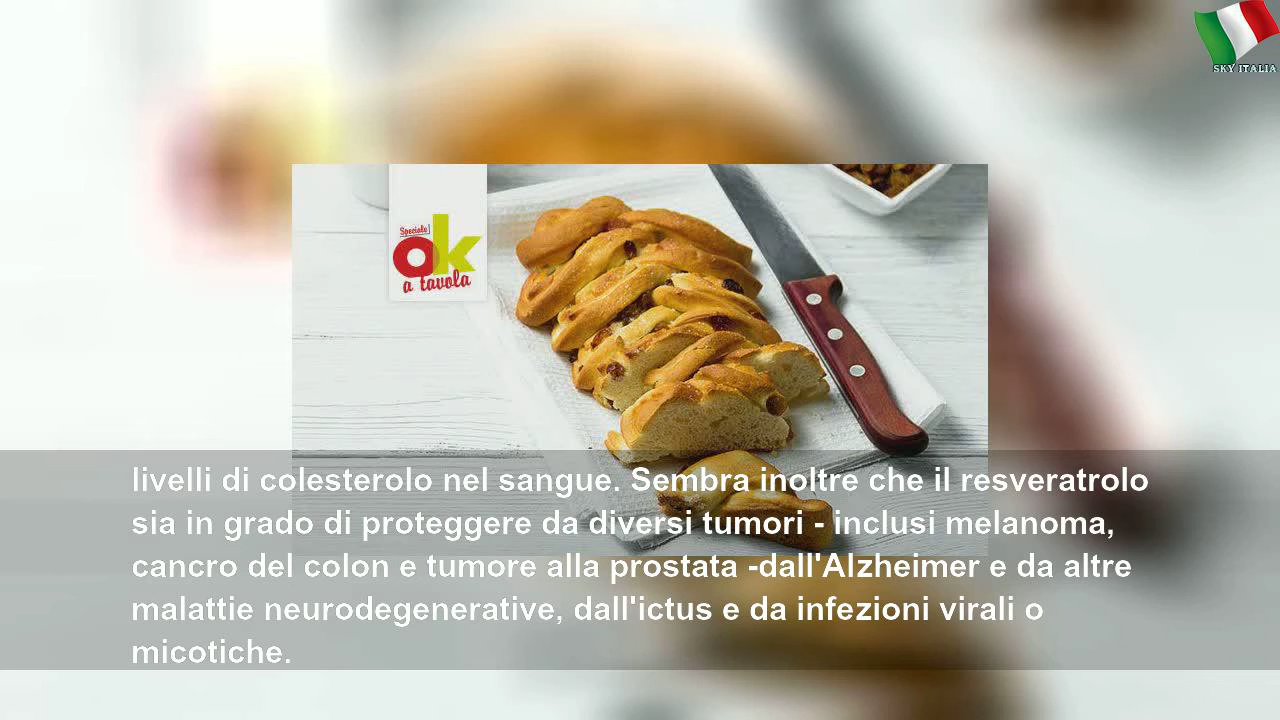 SKY ITALIA
Speciale
ok
a tavola
livelli di colesterolo nel sangue. Sembra inoltre che il resveratrolo
sia in grado di proteggere da diversi tumori - inclusi melanoma,
cancro del colon e tumore alla prostata -dall'Alzheimer e da altre
malattie neurodegenerative, dall'ictus e da infezioni virali o
micotiche.